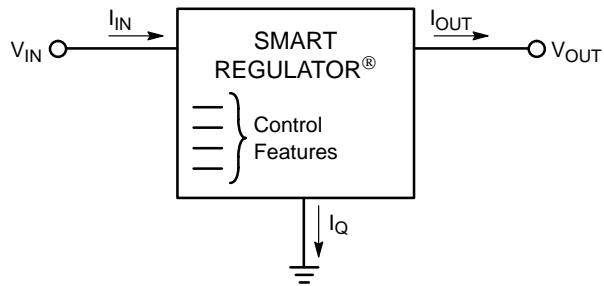 I_IN
I_OUT
V_IN
V_OUT
SMART
REGULATOR®
Control
Features
I_Q